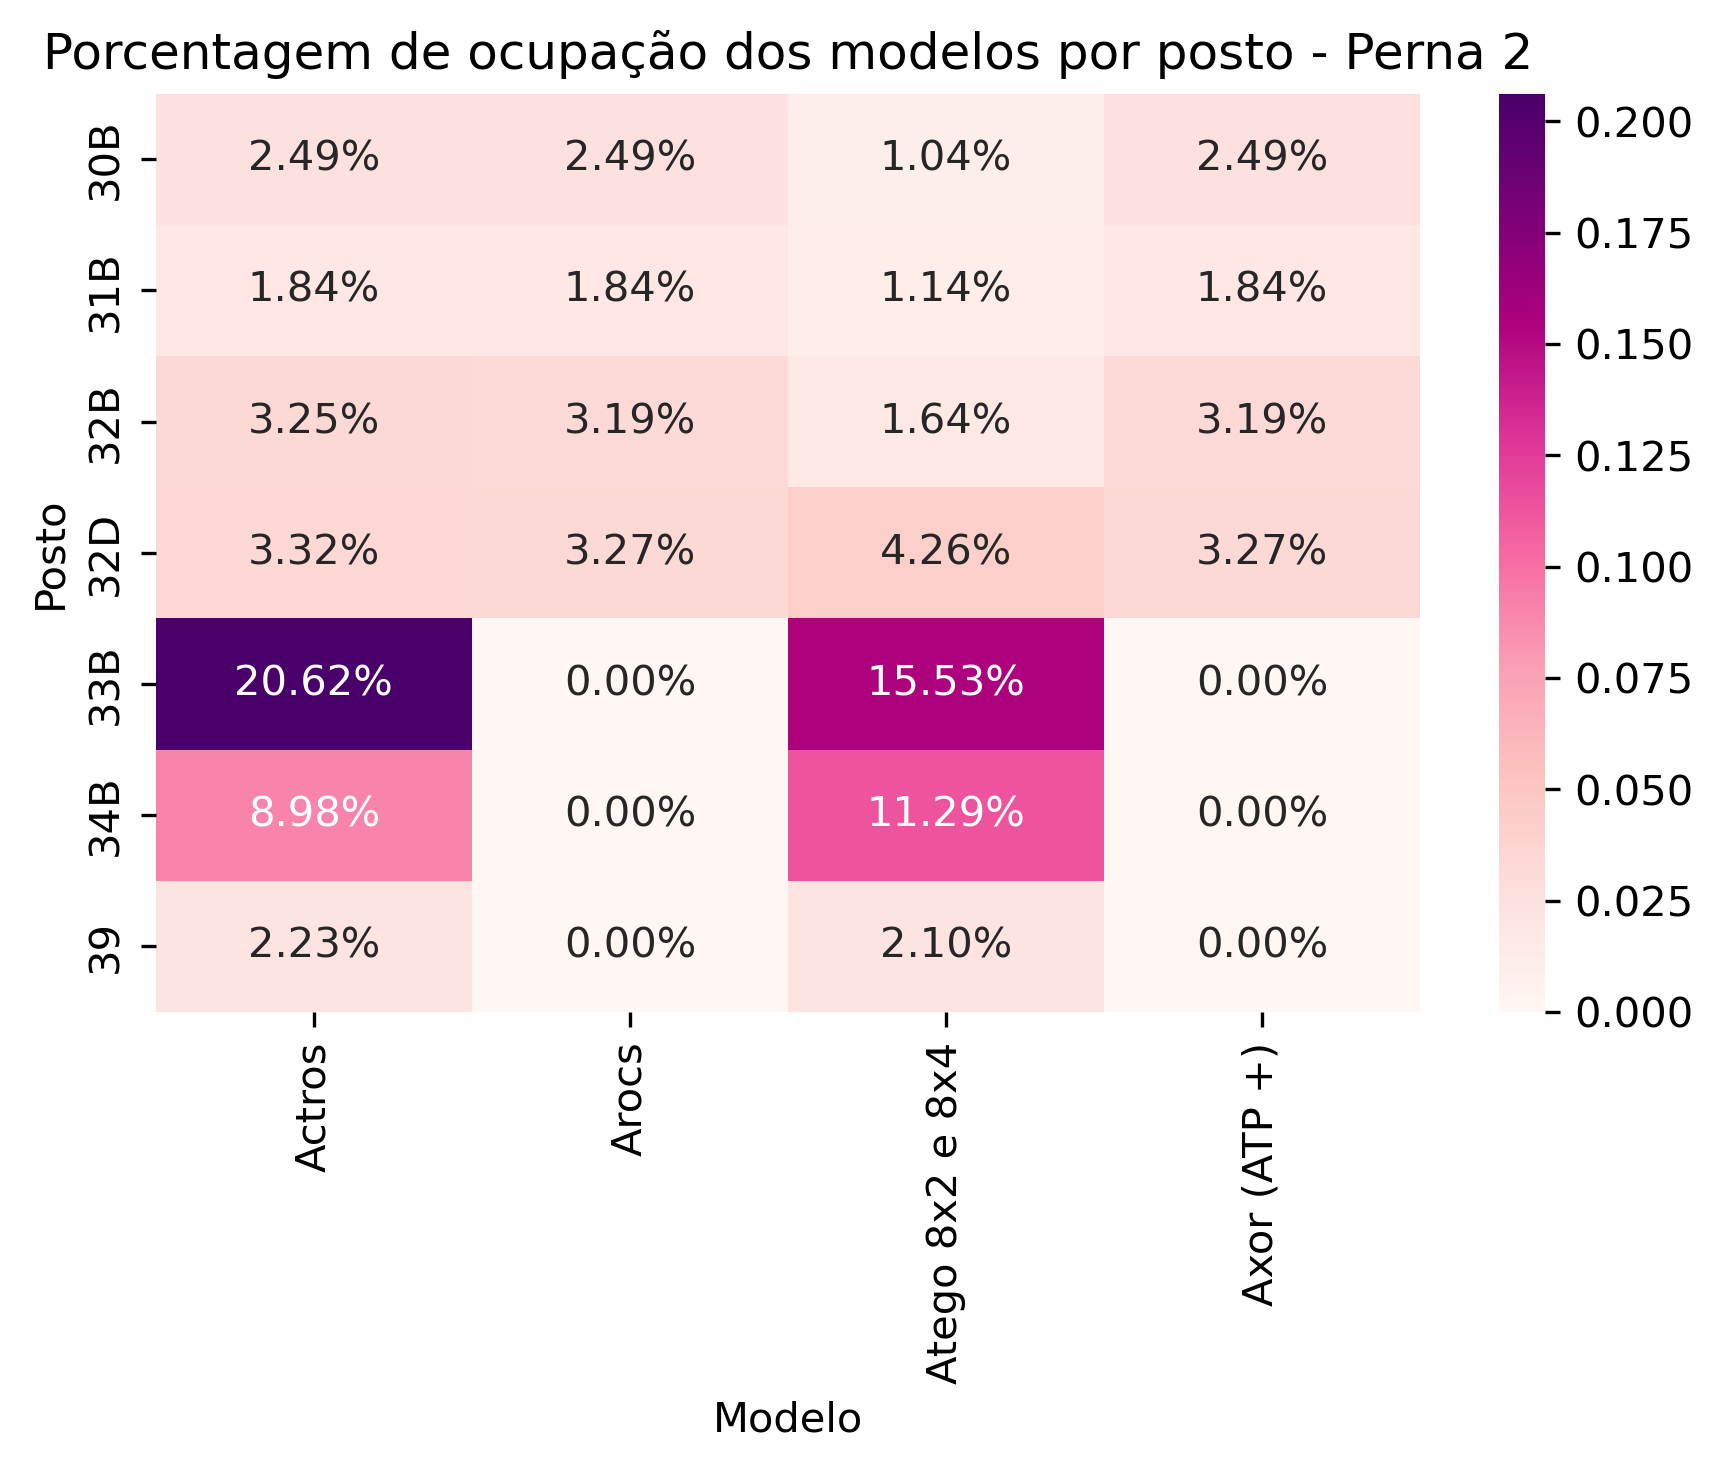 Porcentagem de ocupação dos modelos por posto - Perna 2
Posto
30B 2.49% 2.49% 1.04% 2.49%
31B 1.84% 1.84% 1.14% 1.84%
32B 3.25% 3.19% 1.64% 3.19%
32D 3.32% 3.27% 4.26% 3.27%
33B 20.62% 0.00% 15.53% 0.00%
34B 8.98% 0.00% 11.29% 0.00%
39 2.23% 0.00% 2.10% 0.00%
Actros
Arocs
Atego 8x2 e 8x4
Axor (ATP +)
Modelo
0.200
0.175
0.150
0.125
0.100
0.075
0.050
0.025
0.000